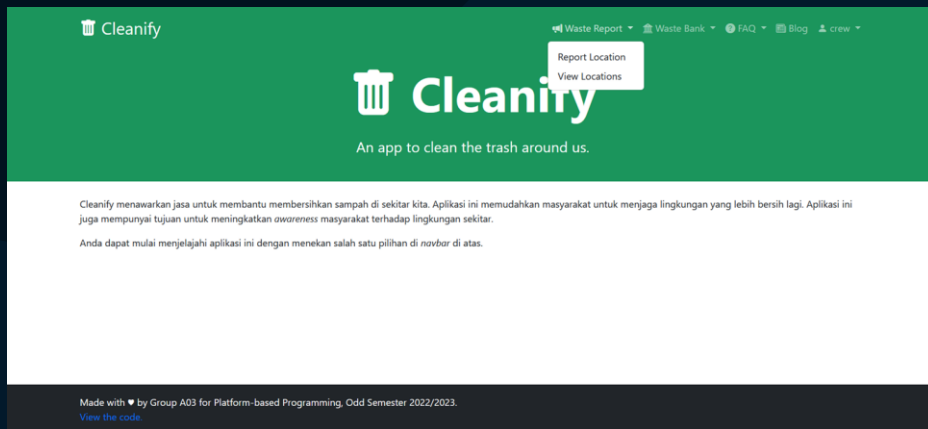 Cleanify
Waste Report
Waste Bank
FAQ
Blog
crew
Report Location
View Locations
Cleanify
An app to clean the trash around us.
Cleanify menawarkan jasa untuk membantu membersihkan sampah di sekitar kita. Aplikasi ini memudahkan masyarakat untuk menjaga lingkungan yang lebih bersih lagi. Aplikasi ini
juga mempunyai tujuan untuk meningkatkan awareness masyarakat terhadap lingkungan sekitar.
Anda dapat mulai menjelajahi aplikasi ini dengan menekan salah satu pilihan di navbar di atas.
Made with ♥ by Group A03 for Platform-based Programming, Odd Semester 2022/2023.
View the code.